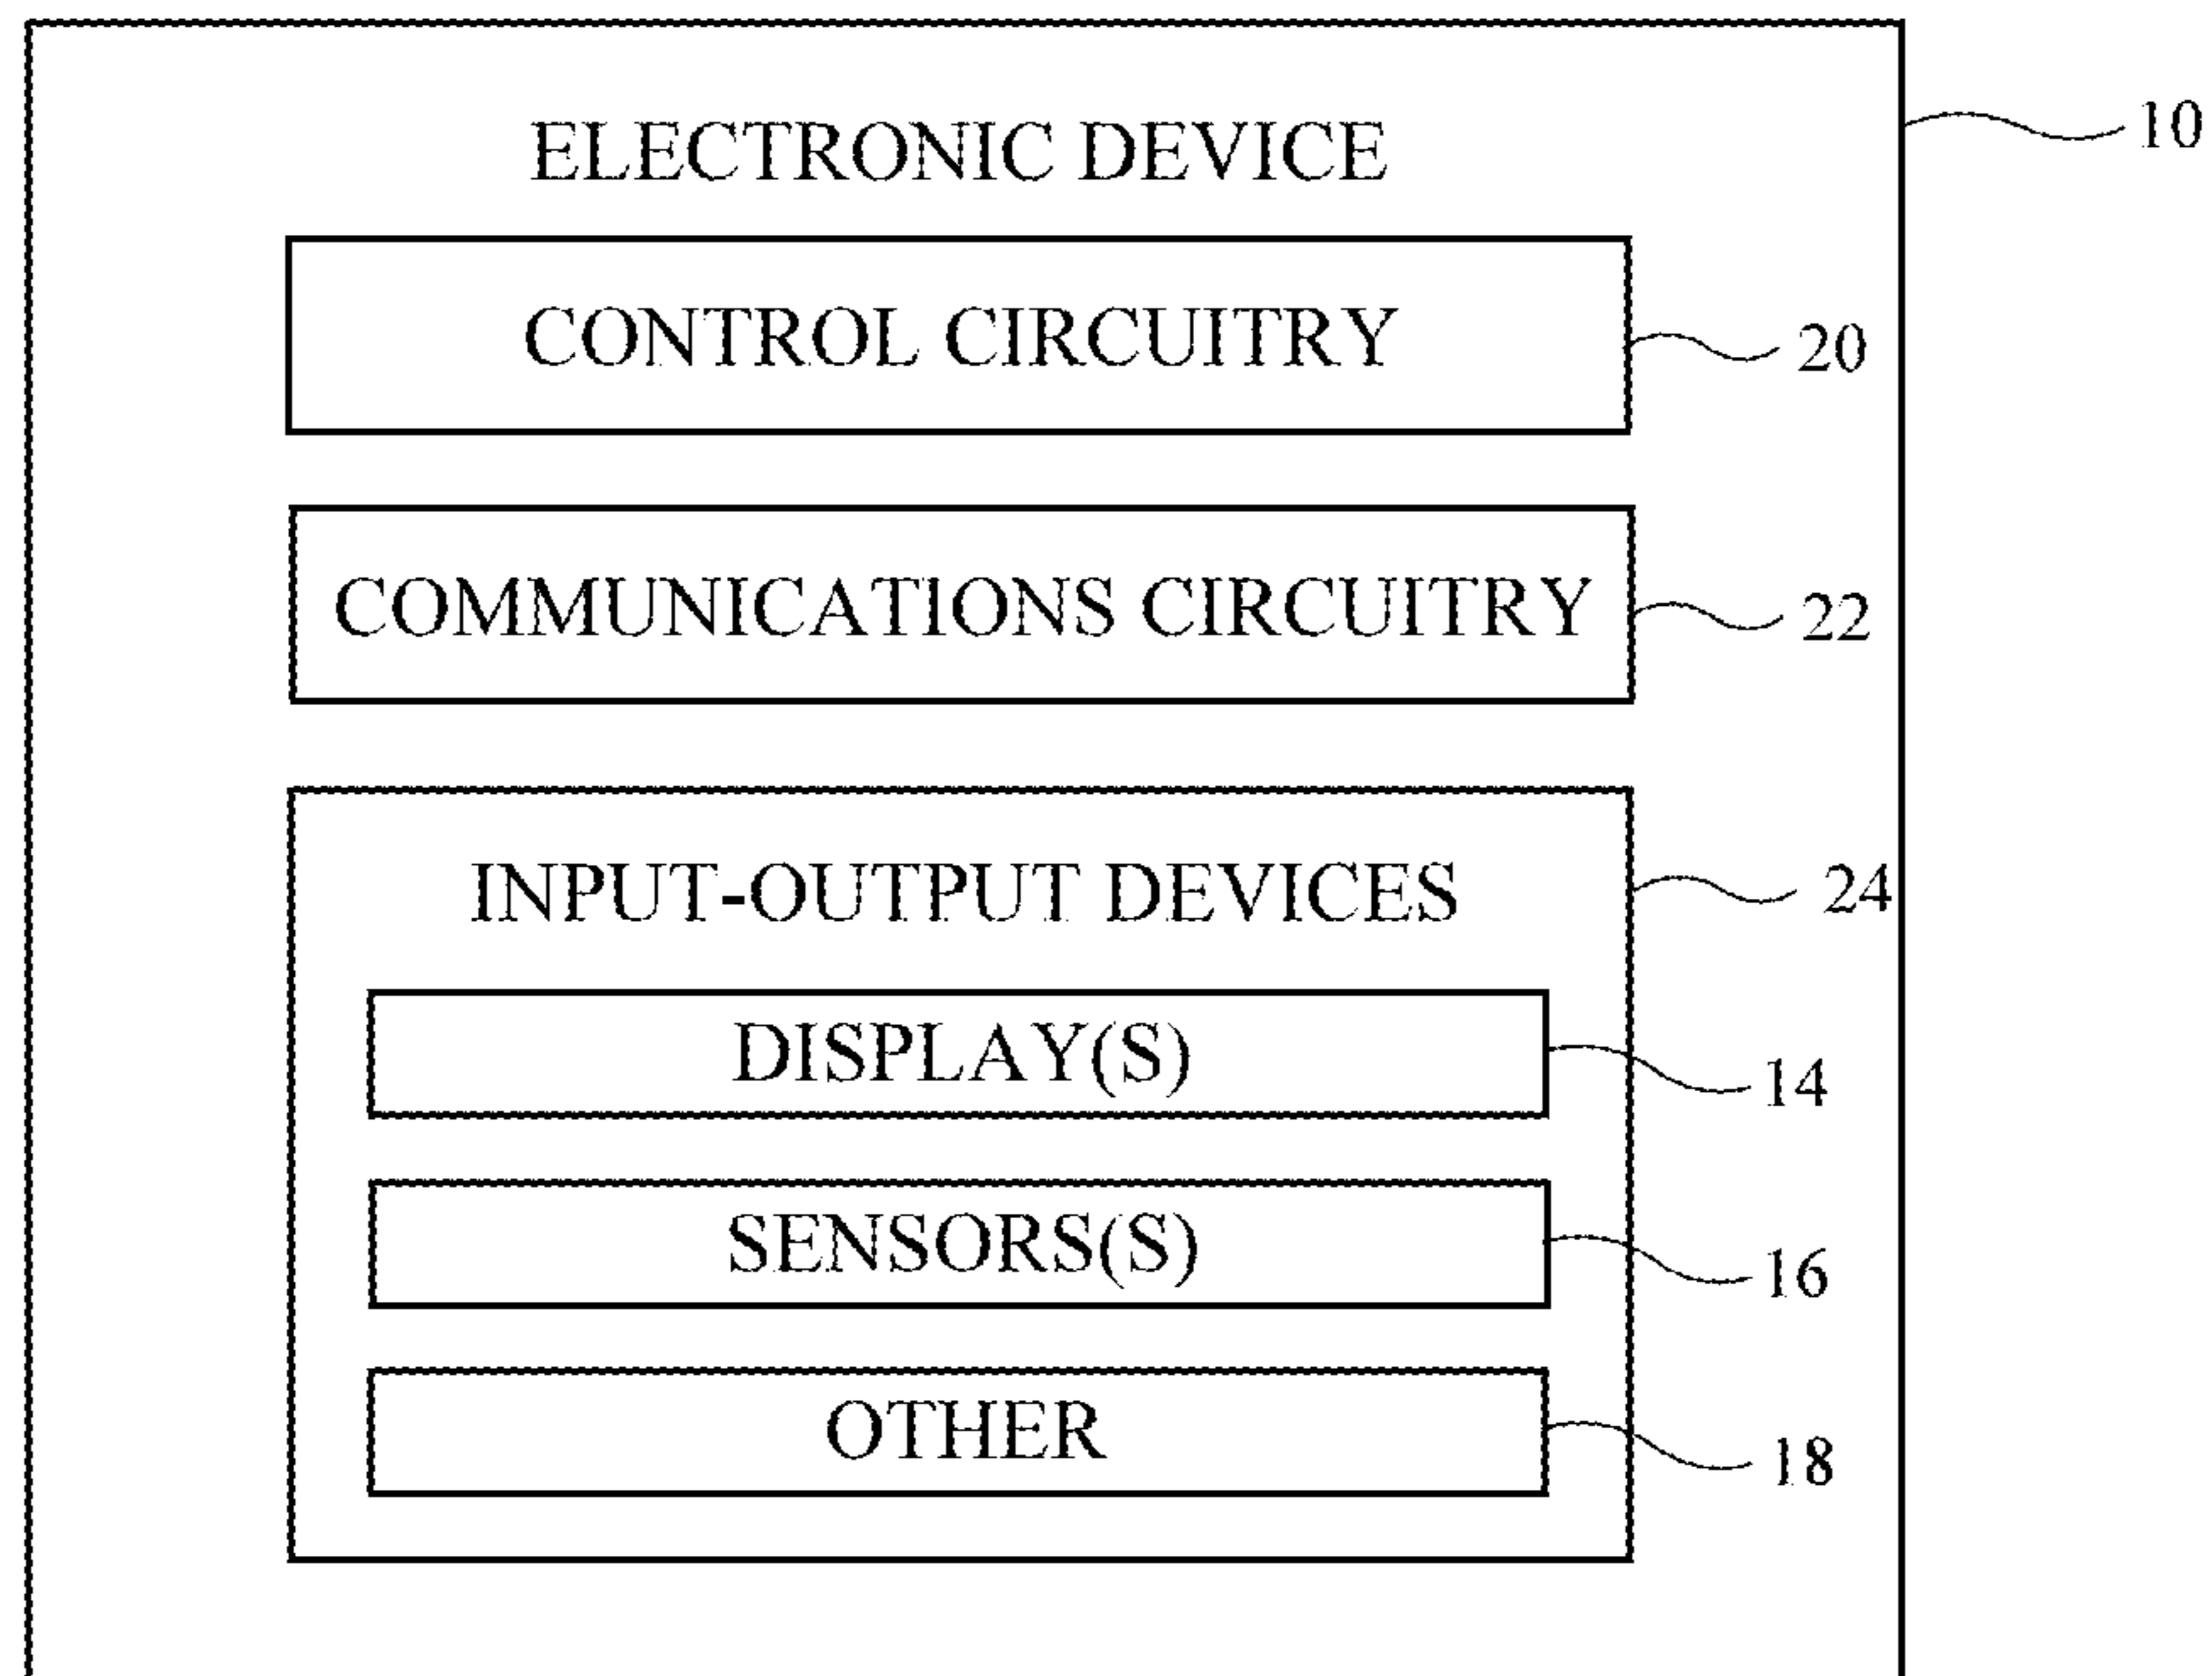 ELECTRONIC DEVICE
10
CONTROL CIRCUITRY
20
COMMUNICATIONS CIRCUITRY
22
INPUT-OUTPUT DEVICES
24
DISPLAY(S)
14
SENSORS(S)
16
OTHER
18